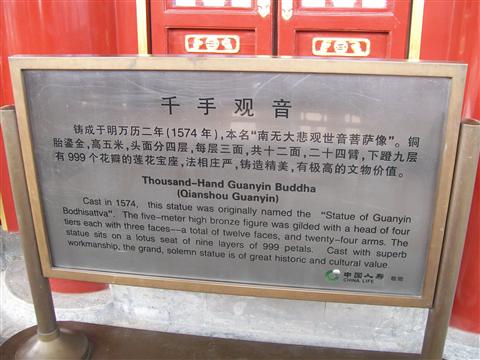 千手观音
铸成于明万历二年(1574年),本名“南无大悲观世音菩萨像”。铜
胎鎏金,高五米,头面分四层,每层三面,共十二面,二十四臂,下蹬九层
有999个花瓣的莲花宝座,法相庄严,铸造精美,有极高的文物价值。
Thousand-Hand Guanyin Buddha
(Qianshou Guanyin)
Cast in 1574, this statue was originally named the “Statue of Guanyin
Bodhisattva”. The five-meter high bronze figure was gilded with a head of four
tiers each with three faces—a total of twelve faces, and twenty-four arms. The
statue sits on a lotus seat of nine layers of 999 petals. Cast with superb
workmanship, the grand, solemn statue is of great historic and cultural value.
中国人寿
CHINA LIFE